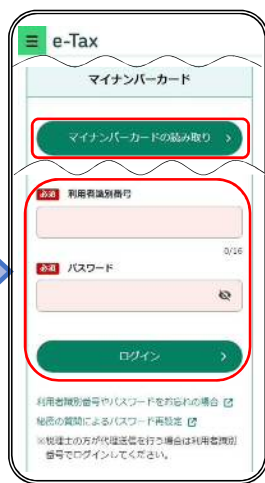 e-Tax
マイナンバーカード
マイナンバーカードの読み取り
必須 利用者識別番号
0/16
必須 パスワード
ログイン
利用者識別番号やパスワードをお忘れの場合
秘密の質問によるパスワード再設定
※税理士の方が代理送信を行う場合は利用者識別
番号でログインしてください。